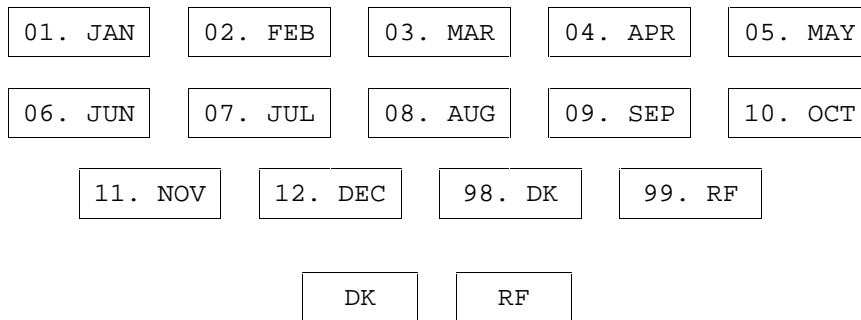 01. JAN 02. FEB 03. MAR 04. APR 05. MAY
06. JUN 07. JUL 08. AUG 09. SEP 10. OCT
11. NOV 12. DEC 98. DK 99. RF
DK RF